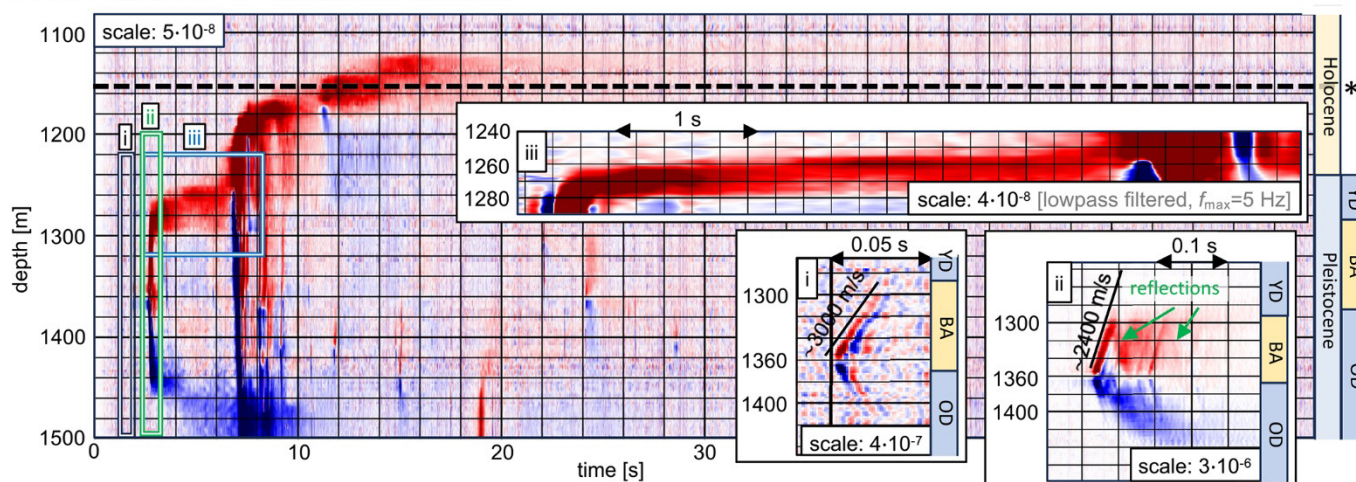 1100
1200
1300
1400
1500
depth [m]
scale: 5·10⁻⁸
i
ii
iii
0
10
20
30
time [s]
1 s
1240
1260
1280
iii
scale: 4·10⁻⁸ [lowpass filtered, fmax=5 Hz]
0.05 s
i
1300
1360
1400
~3000 m/s
YD
BA
OD
scale: 4·10⁻⁷
0.1 s
ii
reflections
1300
1360
1400
~2400 m/s
YD
BA
OD
scale: 3·10⁻⁶
Holocene
Pleistocene
*
YD
BA
OD